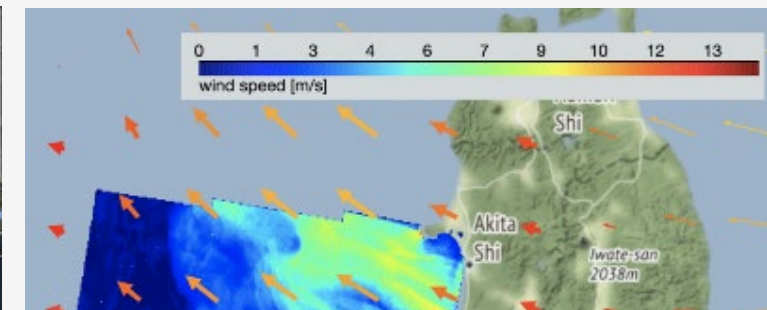 0 1 3 4 6 7 9 10 12 13
wind speed [m/s]
Shi
Akita
Shi
Iwate-san
2038m